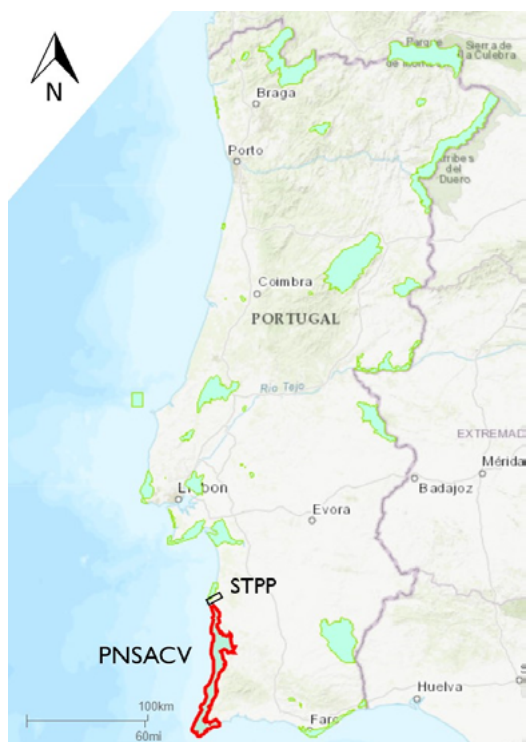 Parque
Sierra de
la Culebra
N
Braga
Porto
Arribes
del
Duero
Coimbra
PORTUGAL
Rio Tejo
EXTREMAD
Mérida
Lisbon
Badajoz
Evora
STPP
PNSACV
Huelva
Faro
100km
60mi